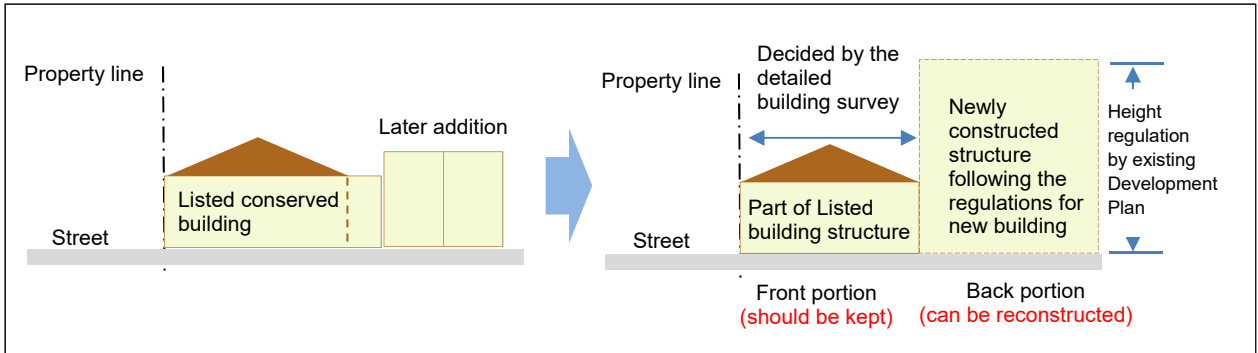 Property line
Later addition
Listed conserved
building
Street
Decided by the
detailed
building survey
Property line
Newly
constructed
structure
following the
regulations for
new building
Height
regulation
by existing
Development
Plan
Part of Listed
building structure
Street
Front portion
(should be kept)
Back portion
(can be reconstructed)